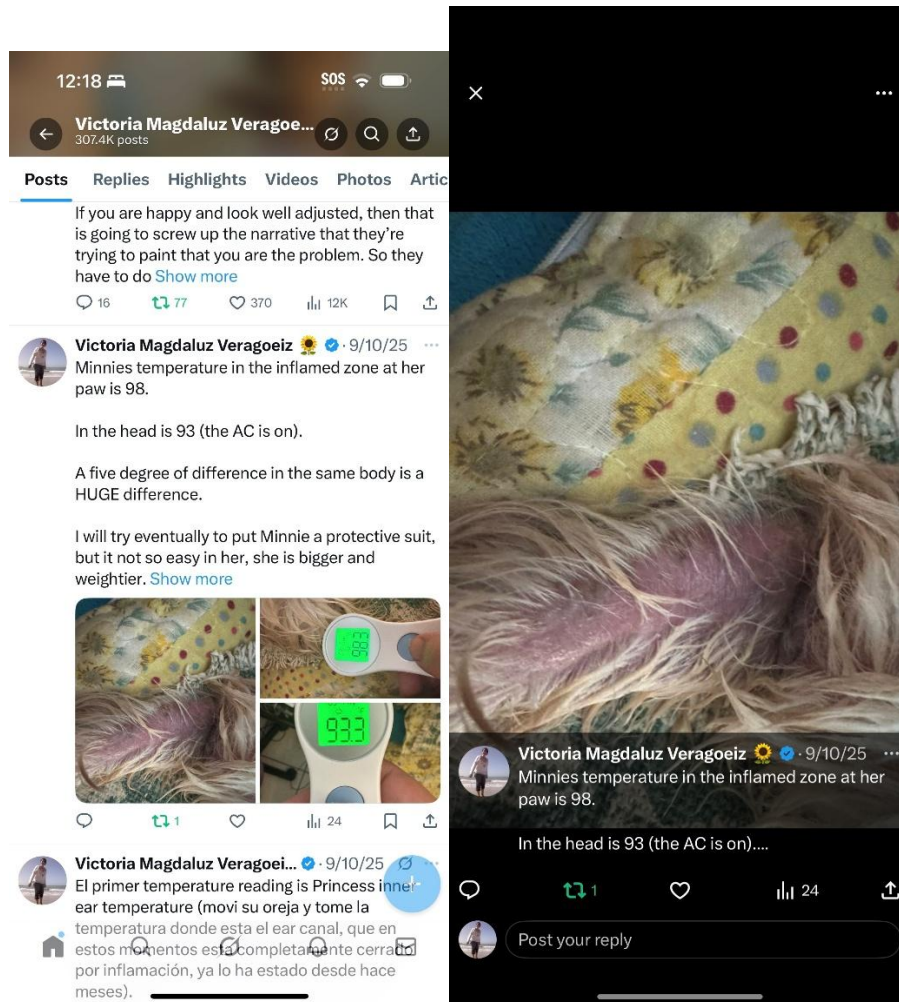 12:18
SOS
Victoria Magdaluz Veragoe...
307.4K posts
Posts Replies Highlights Videos Photos Artic
If you are happy and look well adjusted, then that
is going to screw up the narrative that they're
trying to paint that you are the problem. So they
have to do Show more
16 77 370 12K
Victoria Magdaluz Veragoeiz 🌻 · 9/10/25 ...
Minnies temperature in the inflamed zone at her
paw is 98.
In the head is 93 (the AC is on).
A five degree of difference in the same body is a
HUGE difference.
I will try eventually to put Minnie a protective suit,
but it not so easy in her, she is bigger and
weightier. Show more
93.3
1 24
Victoria Magdaluz Veragoei... · 9/10/25
El primer temperature reading is Princess inner
ear temperature (movi su oreja y tome la
temperatura donde esta el ear canal, que en
estos momentos esta completamente cerrado
por inflamación, ya lo ha estado desde hace
meses).
Victoria Magdaluz Veragoeiz 🌻 · 9/10/25 ...
Minnies temperature in the inflamed zone at her
paw is 98.
In the head is 93 (the AC is on)....
1 24
Post your reply